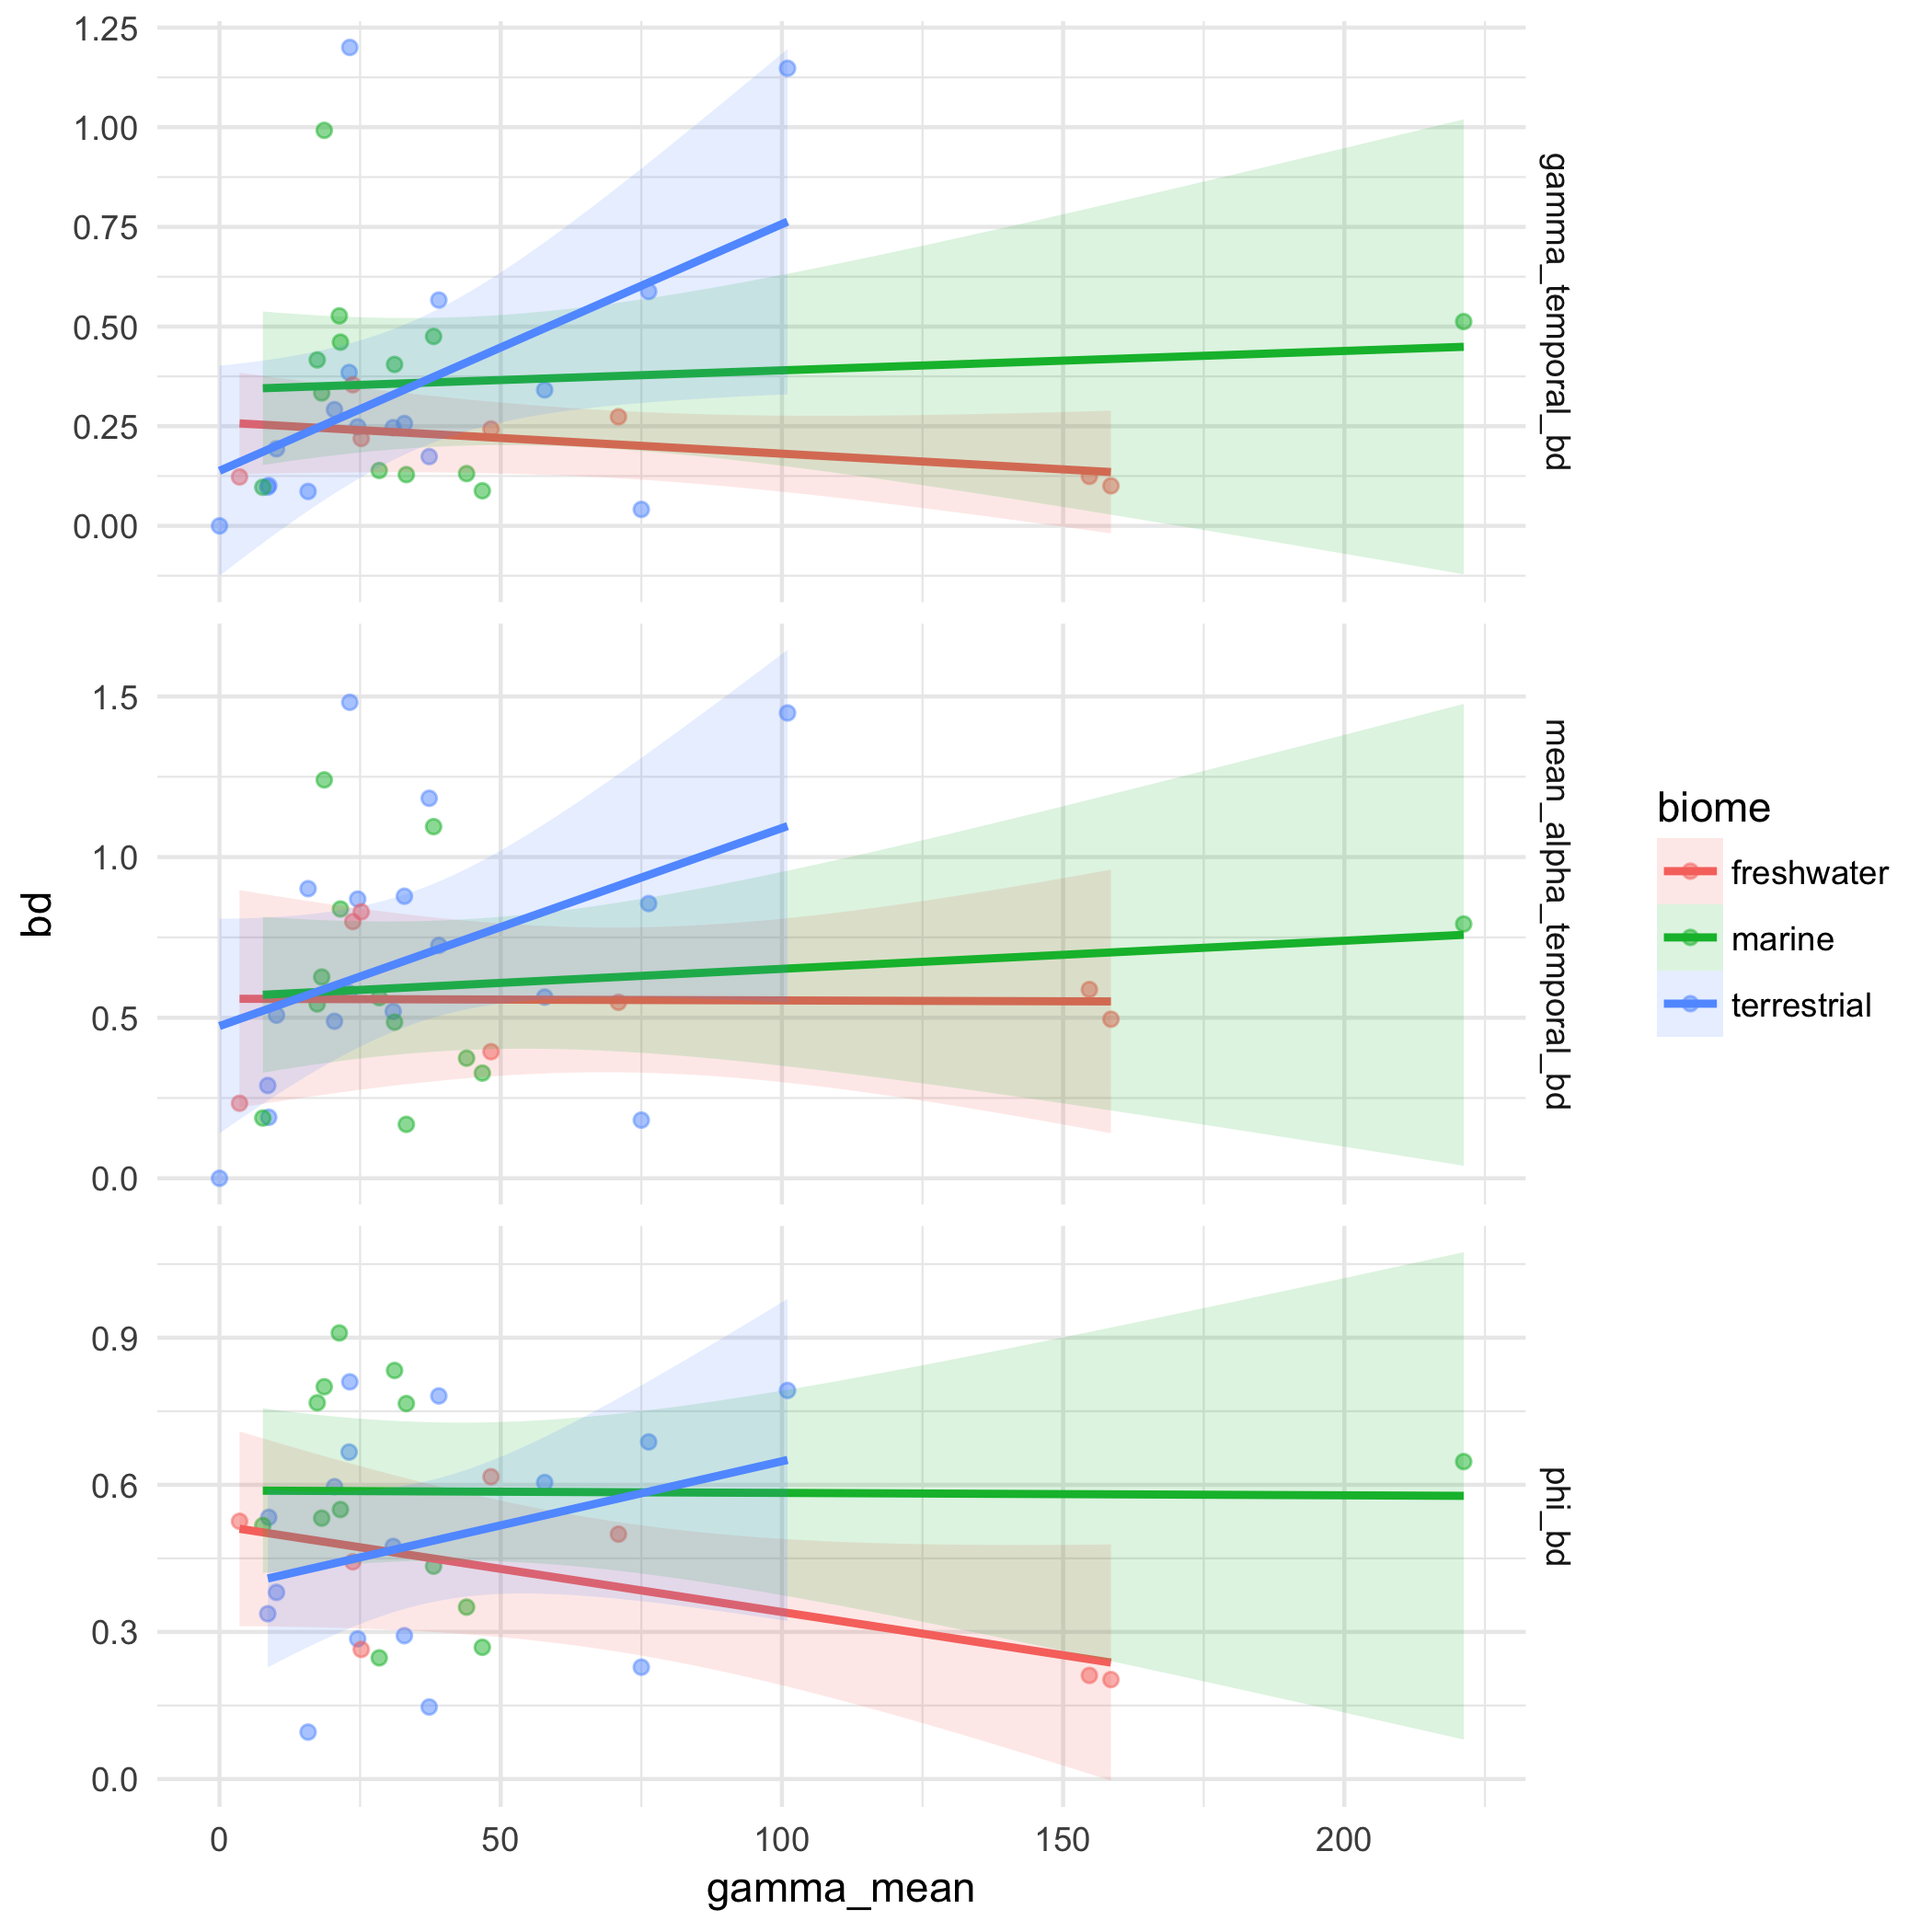 1.25
1.00
0.75
0.50
0.25
0.00
gamma_temporal_bd
1.5
1.0
0.5
0.0
mean_alpha_temporal_bd
0.9
0.6
0.3
0.0
phi_bd
bd
0 50 100 150 200
gamma_mean
biome
freshwater
marine
terrestrial